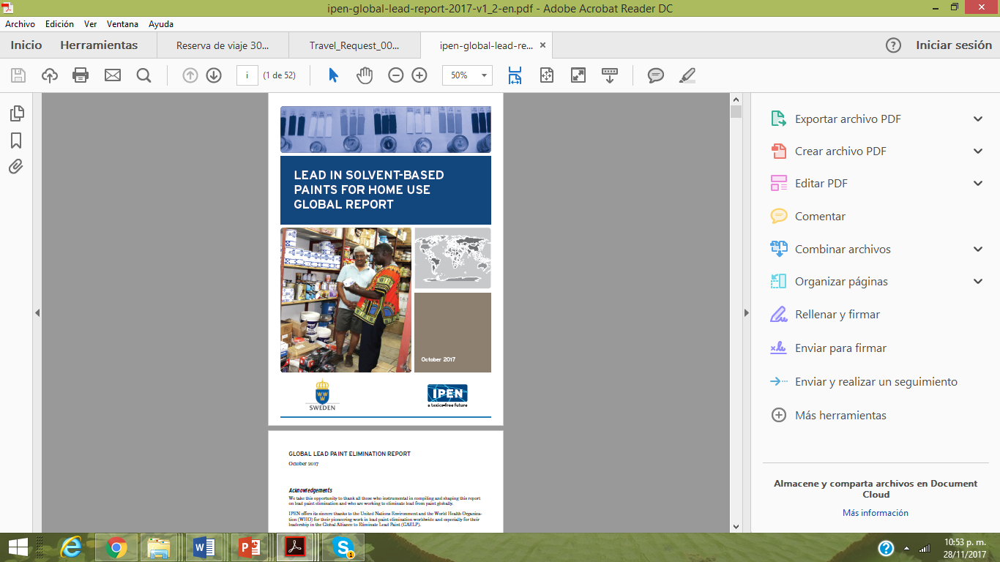 ipen-global-lead-report-2017-v1_2-en.pdf - Adobe Acrobat Reader DC
Archivo Edición Ver Ventana Ayuda
Inicio Herramientas Reserva de viaje 30... Travel_Request_00... ipen-global-lead-re... × Iniciar sesión
i (1 de 52) 50%
LEAD IN SOLVENT-BASED
PAINTS FOR HOME USE
GLOBAL REPORT
October 2017
SWEDEN
IPEN
a toxics-free future
GLOBAL LEAD PAINT ELIMINATION REPORT
October 2017
Acknowledgements
We take this opportunity to thank all those who instrumental in compiling and shaping this report
on lead paint elimination and who are working to eliminate lead from paint globally.
IPEN offers its sincere thanks to the United Nations Environment and the World Health Organiza-
tion (WHO) for their pioneering work in lead paint elimination worldwide and especially for their
leadership in the Global Alliance to Eliminate Lead Paint (GAELP).
Exportar archivo PDF
Crear archivo PDF
Editar PDF
Comentar
Combinar archivos
Organizar páginas
Rellenar y firmar
Enviar para firmar
Enviar y realizar un seguimiento
Más herramientas
Almacene y comparta archivos en Document
Cloud
Más información
10:53 p. m.
28/11/2017